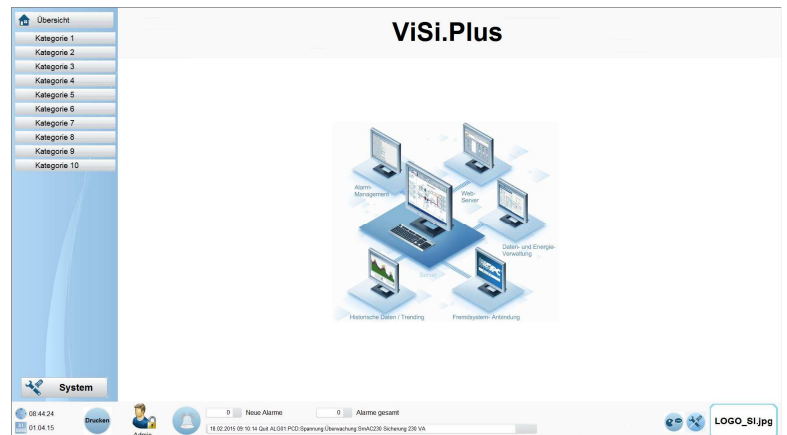 Übersicht
Kategorie 1
Kategorie 2
Kategorie 3
Kategorie 4
Kategorie 5
Kategorie 6
Kategorie 7
Kategorie 8
Kategorie 9
Kategorie 10
System
ViSi.Plus
Alarm-
Management
Web-
Server
Daten- und Energie-
Verwaltung
Server
Historische Daten / Trending
Fremdsystem- Anbindung
08:44:24
01.04.15
Drucken
Admin
0 Neue Alarme
0 Alarme gesamt
18.02.2015 09:10:14 Quit ALG01:PCD:Spannung:Überwachung:SmAC230 Sicherung 230 VA
LOGO_SI.jpg